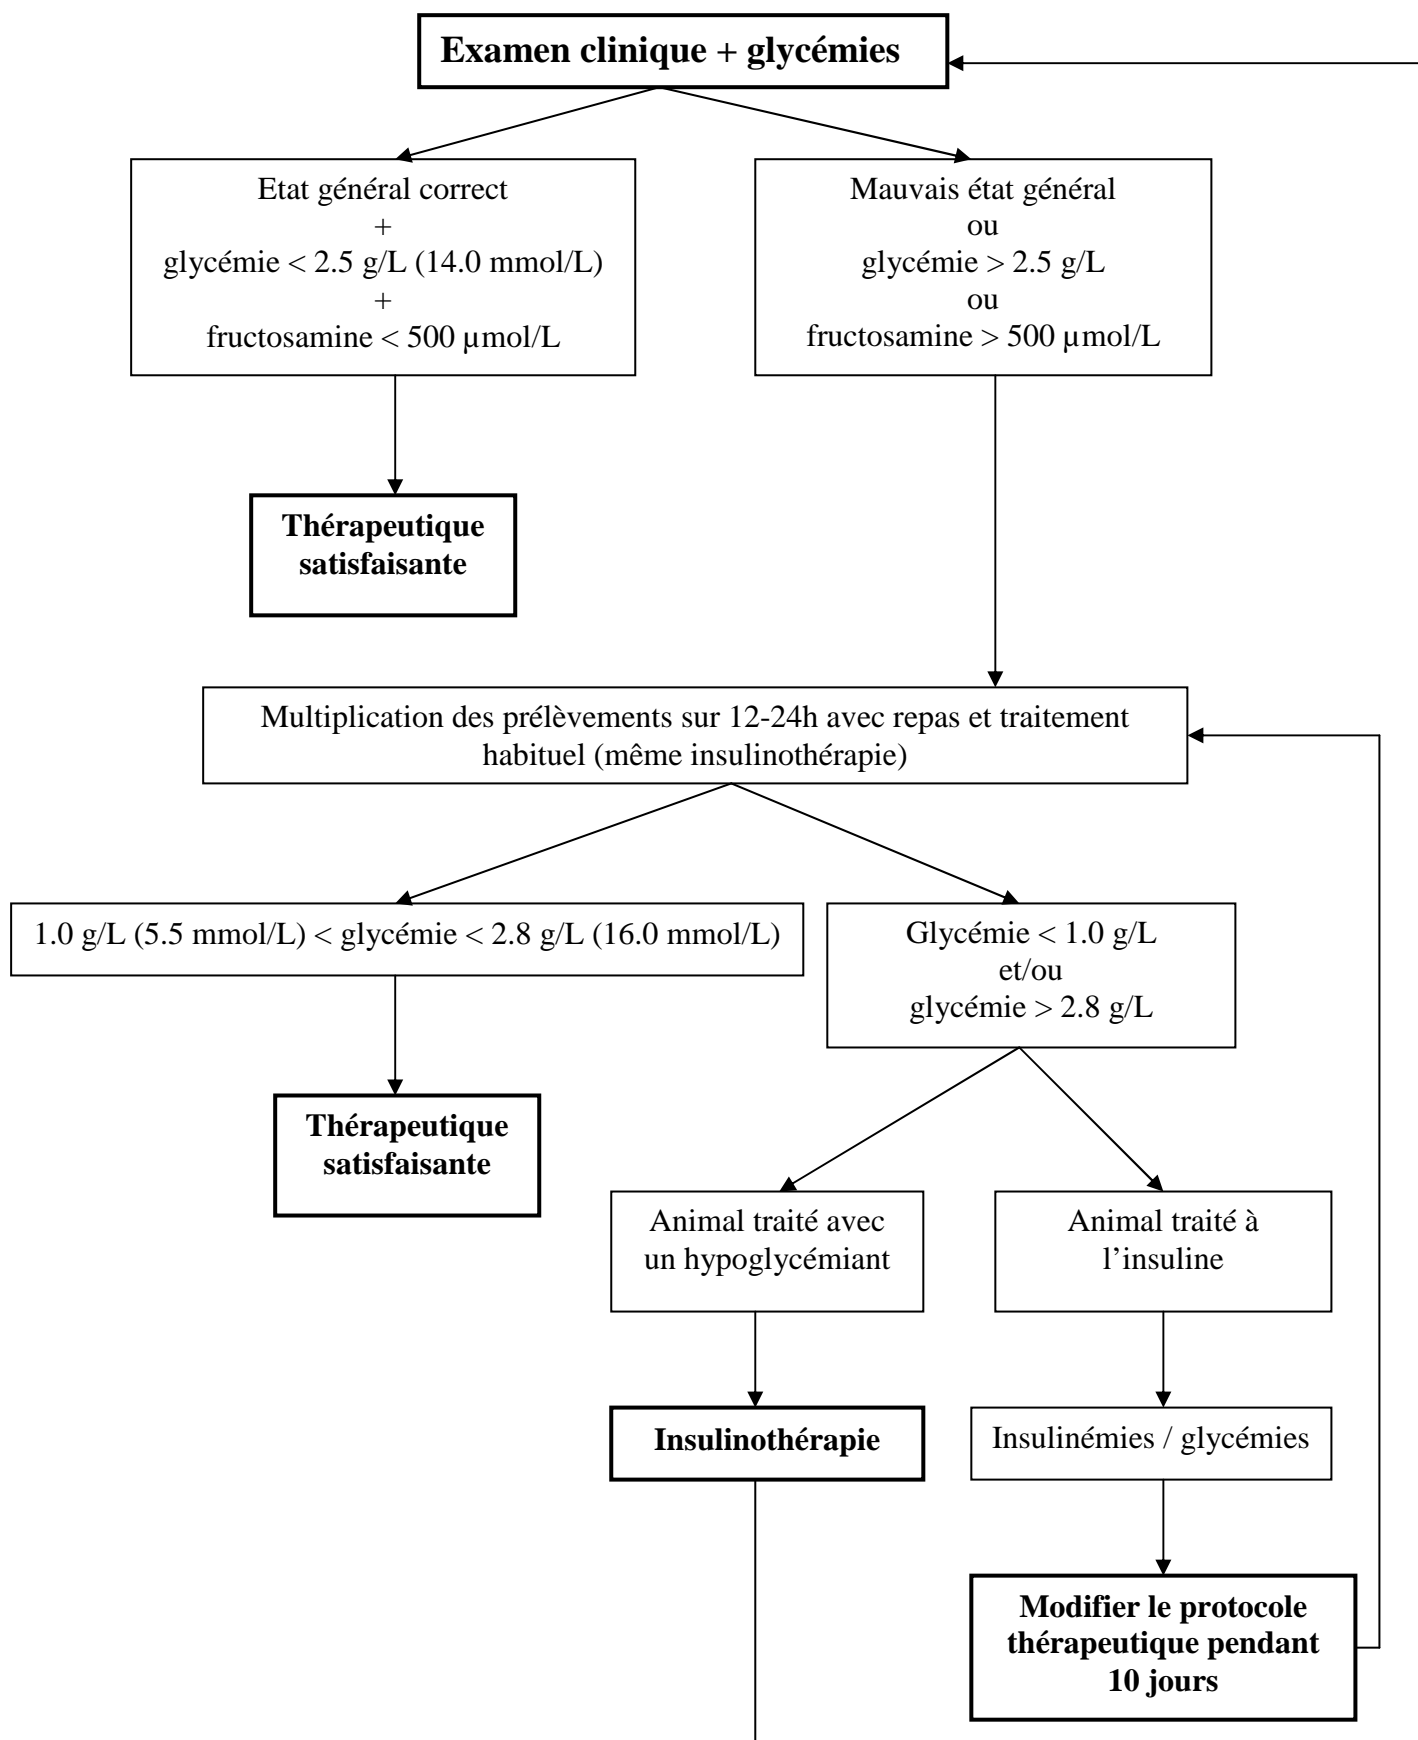 Examen clinique + glycémies
Etat général correct
+
glycémie < 2.5 g/L (14.0 mmol/L)
+
fructosamine < 500 µmol/L
Mauvais état général
ou
glycémie > 2.5 g/L
ou
fructosamine > 500 µmol/L
Thérapeutique
satisfaisante
Multiplication des prélèvements sur 12-24h avec repas et traitement
habituel (même insulinothérapie)
1.0 g/L (5.5 mmol/L) < glycémie < 2.8 g/L (16.0 mmol/L)
Glycémie < 1.0 g/L
et/ou
glycémie > 2.8 g/L
Thérapeutique
satisfaisante
Animal traité avec
un hypoglycémiant
Animal traité à
l’insuline
Insulinothérapie
Insulinémies / glycémies
Modifier le protocole
thérapeutique pendant
10 jours